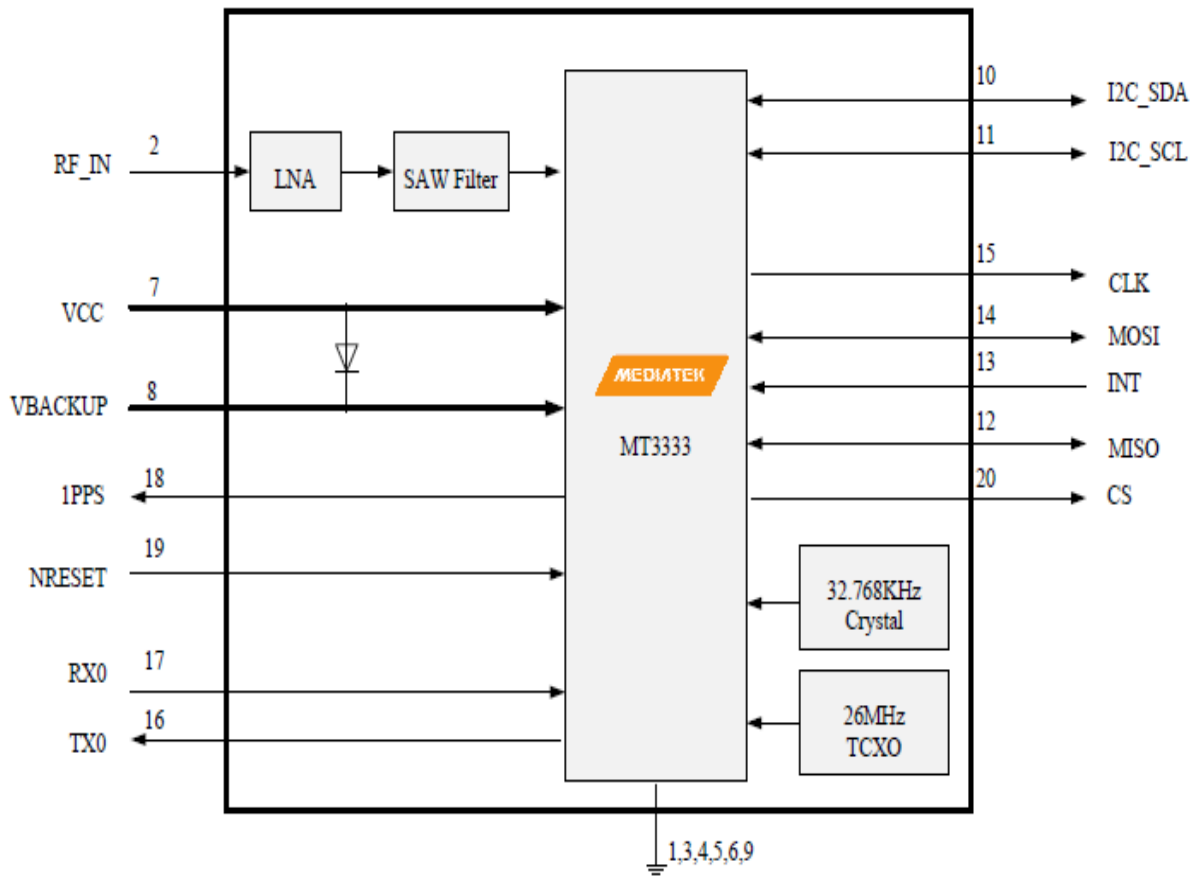 RF_IN
2
LNA
SAW Filter
VCC
7
VBACKUP
8
1PPS
18
NRESET
19
RX0
17
TX0
16
MEDIATEK
MT3333
10
I2C_SDA
11
I2C_SCL
15
CLK
14
MOSI
13
INT
12
MISO
20
CS
32.768KHz
Crystal
26MHz
TCXO
1,3,4,5,6,9